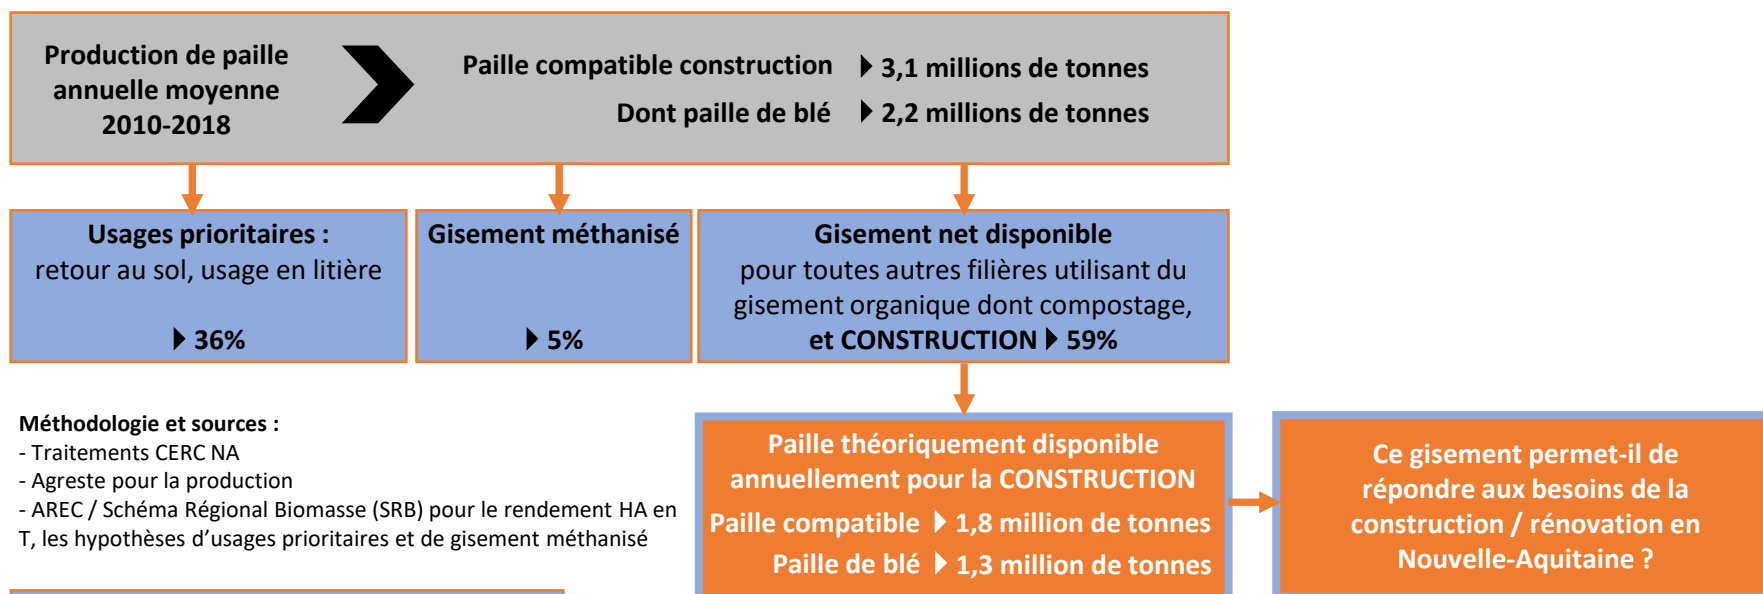 Production de paille
annuelle moyenne
2010-2018
Paille compatible construction
3,1 millions de tonnes
Dont paille de blé
2,2 millions de tonnes
Usages prioritaires :
retour au sol, usage en litière
36%
Gisement méthanisé
5%
Gisement net disponible
pour toutes autres filières utilisant du
gisement organique dont compostage,
et CONSTRUCTION 59%
Méthodologie et sources :
- Traitements CERC NA
- Agreste pour la production
- AREC / Schéma Régional Biomasse (SRB) pour le rendement HA en
T, les hypothèses d'usages prioritaires et de gisement méthanisé
Paille théoriquement disponible
annuellement pour la CONSTRUCTION
Paille compatible 1,8 million de tonnes
Paille de blé 1,3 million de tonnes
Ce gisement permet-il de
répondre aux besoins de la
construction / rénovation en
Nouvelle-Aquitaine ?